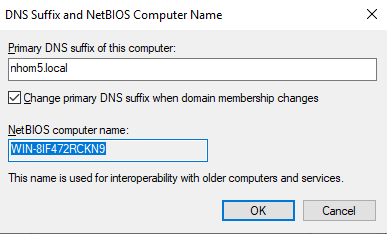 DNS Suffix and NetBIOS Computer Name
Primary DNS suffix of this computer:
nhom5.local
Change primary DNS suffix when domain membership changes
NetBIOS computer name:
WIN-8IF472RCKN9
This name is used for interoperability with older computers and services.
OK
Cancel